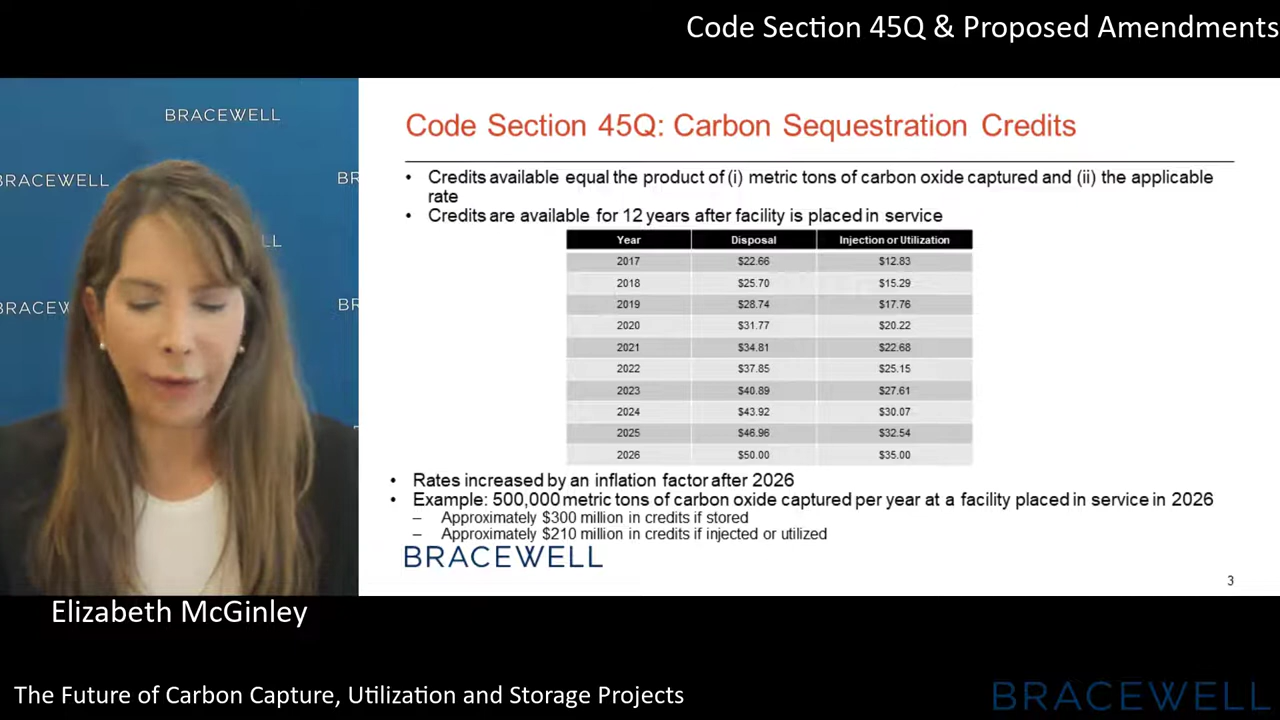 Code Section 45Q & Proposed Amendments
BRACEWELL
BRACEWELL
BR
LL
BRACEW
BR
Code Section 45Q: Carbon Sequestration Credits
• Credits available equal the product of (i) metric tons of carbon oxide captured and (ii) the applicable
rate
• Credits are available for 12 years after facility is placed in service
Year Disposal Injection or Utilization
2017 $22.66 $12.83
2018 $25.70 $15.29
2019 $28.74 $17.76
2020 $31.77 $20.22
2021 $34.81 $22.68
2022 $37.85 $25.15
2023 $40.89 $27.61
2024 $43.92 $30.07
2025 $46.96 $32.54
2026 $50.00 $35.00
• Rates increased by an inflation factor after 2026
• Example: 500,000 metric tons of carbon oxide captured per year at a facility placed in service in 2026
– Approximately $300 million in credits if stored
– Approximately $210 million in credits if injected or utilized
BRACEWELL
3
Elizabeth McGinley
The Future of Carbon Capture, Utilization and Storage Projects
BRACEWELL